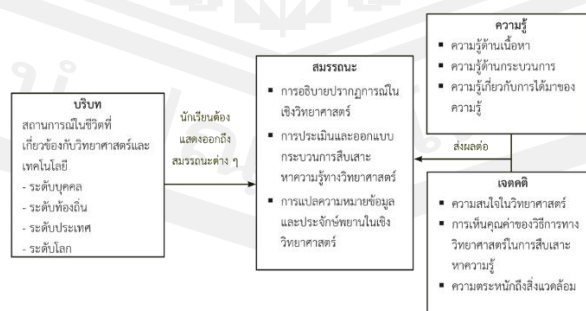 บริบท
สถานการณ์ในชีวิตที่
เกี่ยวข้องกับวิทยาศาสตร์และ
เทคโนโลยี
- ระดับบุคคล
- ระดับท้องถิ่น
- ระดับประเทศ
- ระดับโลก
นักเรียนต้อง
แสดงออกถึง
สมรรถนะต่าง ๆ
สมรรถนะ
▪ การอธิบายปรากฏการณ์ใน
เชิงวิทยาศาสตร์
▪ การประเมินและออกแบบ
กระบวนการสืบเสาะ
หาความรู้ทางวิทยาศาสตร์
▪ การแปลความหมายข้อมูล
และประจักษ์พยานในเชิง
วิทยาศาสตร์
ส่งผลต่อ
ความรู้
▪ ความรู้ด้านเนื้อหา
▪ ความรู้ด้านกระบวนการ
▪ ความรู้เกี่ยวกับการได้มาของ
ความรู้
เจตคติ
▪ ความสนใจในวิทยาศาสตร์
▪ การเห็นคุณค่าของวิธีการทาง
วิทยาศาสตร์ในการสืบเสาะ
หาความรู้
▪ ความตระหนักถึงสิ่งแวดล้อม